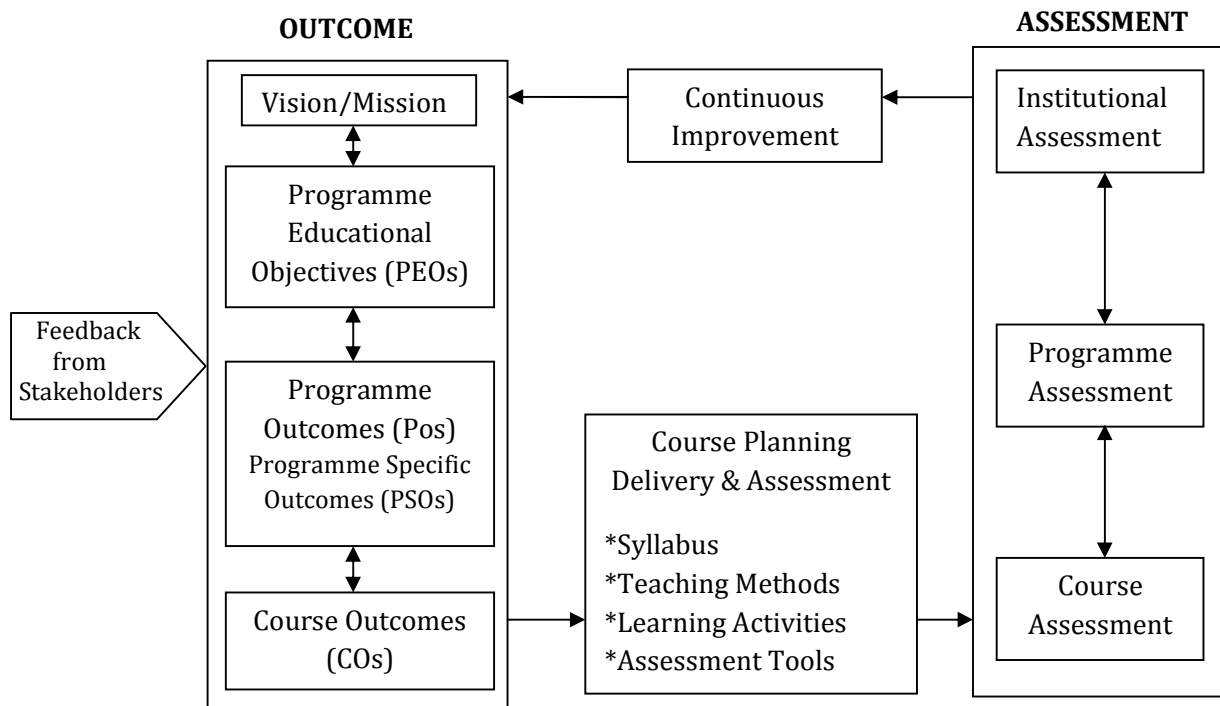 OUTCOME
ASSESSMENT
Vision/Mission
Programme
Educational
Objectives (PEOs)
Programme
Outcomes (Pos)
Programme Specific
Outcomes (PSOs)
Course Outcomes
(COs)
Feedback
from
Stakeholders
Continuous
Improvement
Course Planning
Delivery & Assessment
*Syllabus
*Teaching Methods
*Learning Activities
*Assessment Tools
Institutional
Assessment
Programme
Assessment
Course
Assessment